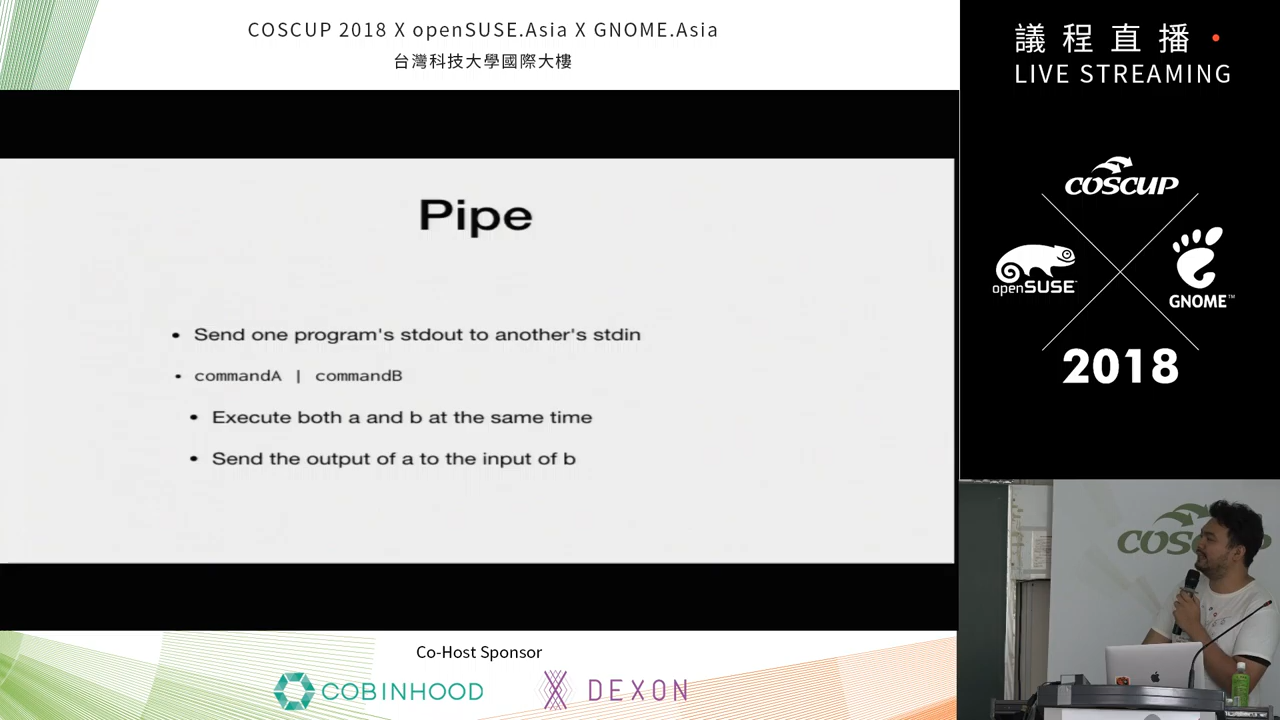 COSCUP 2018 X openSUSE.Asia X GNOME.Asia
台灣科技大學國際大樓
Pipe
• Send one program's stdout to another's stdin
• commandA | commandB
• Execute both a and b at the same time
• Send the output of a to the input of b
Co-Host Sponsor
COBINHOOD
DEXON
議程直播
LIVE STREAMING
COSCUP
openSUSE
GNOME™
2018
COS